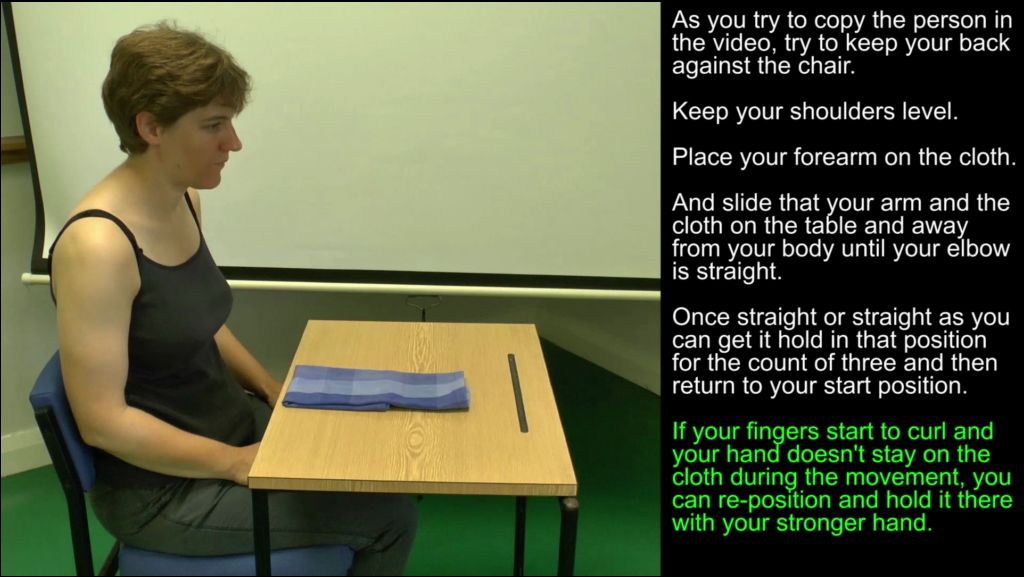 As you try to copy the person in
the video, try to keep your back
against the chair.
Keep your shoulders level.
Place your forearm on the cloth.
And slide that your arm and the
cloth on the table and away
from your body until your elbow
is straight.
Once straight or straight as you
can get it hold in that position
for the count of three and then
return to your start position.
If your fingers start to curl and
your hand doesn't stay on the
cloth during the movement, you
can re-position and hold it there
with your stronger hand.